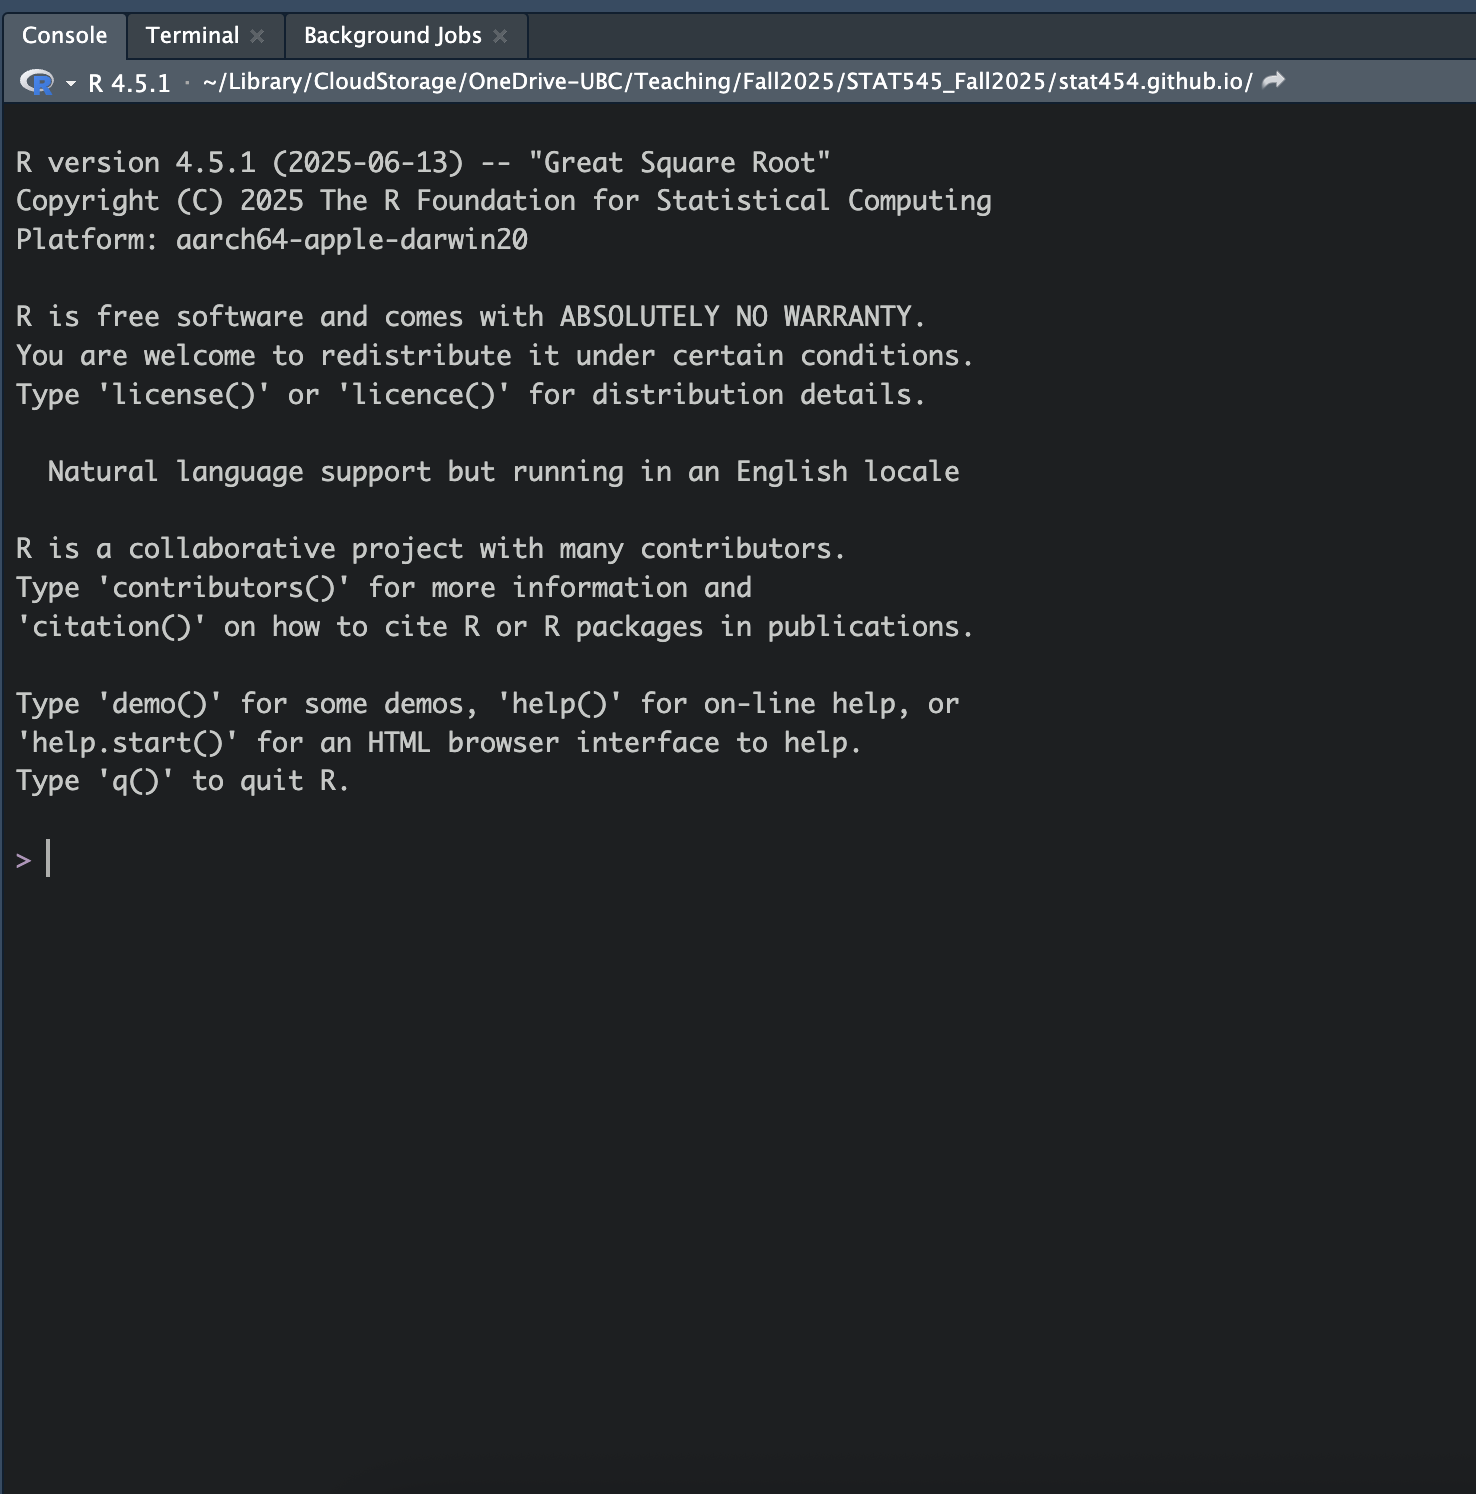 Console Terminal Background Jobs
R 4.5.1 · ~/Library/CloudStorage/OneDrive-UBC/Teaching/Fall2025/STAT545_Fall2025/stat454.github.io/
R version 4.5.1 (2025-06-13) -- "Great Square Root"
Copyright (C) 2025 The R Foundation for Statistical Computing
Platform: aarch64-apple-darwin20
R is free software and comes with ABSOLUTELY NO WARRANTY.
You are welcome to redistribute it under certain conditions.
Type 'license()' or 'licence()' for distribution details.
Natural language support but running in an English locale
R is a collaborative project with many contributors.
Type 'contributors()' for more information and
'citation()' on how to cite R or R packages in publications.
Type 'demo()' for some demos, 'help()' for on-line help, or
'help.start()' for an HTML browser interface to help.
Type 'q()' to quit R.
>